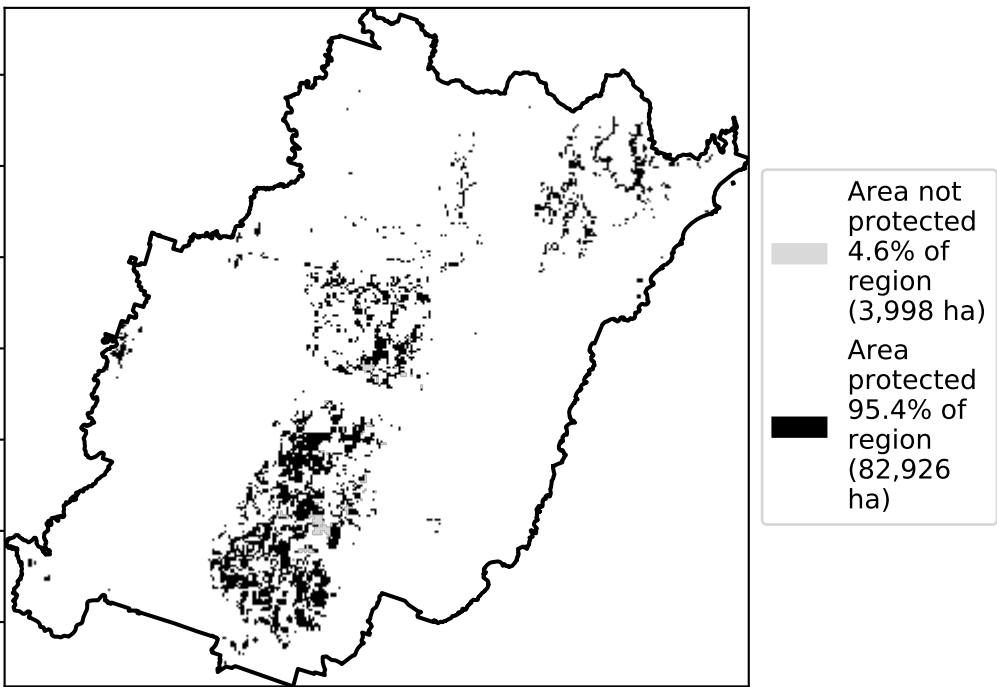 Area not
protected
4.6% of
region
(3,998 ha)
Area
protected
95.4% of
region
(82,926
ha)